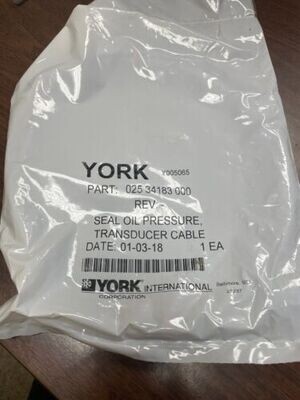 YORK Y005065
PART: 025 34183 000
REV -
SEAL OIL PRESSURE,
TRANSDUCER CABLE
DATE: 01-03-18 1 EA
YORK INTERNATIONAL
CORPORATION
Baltimore,